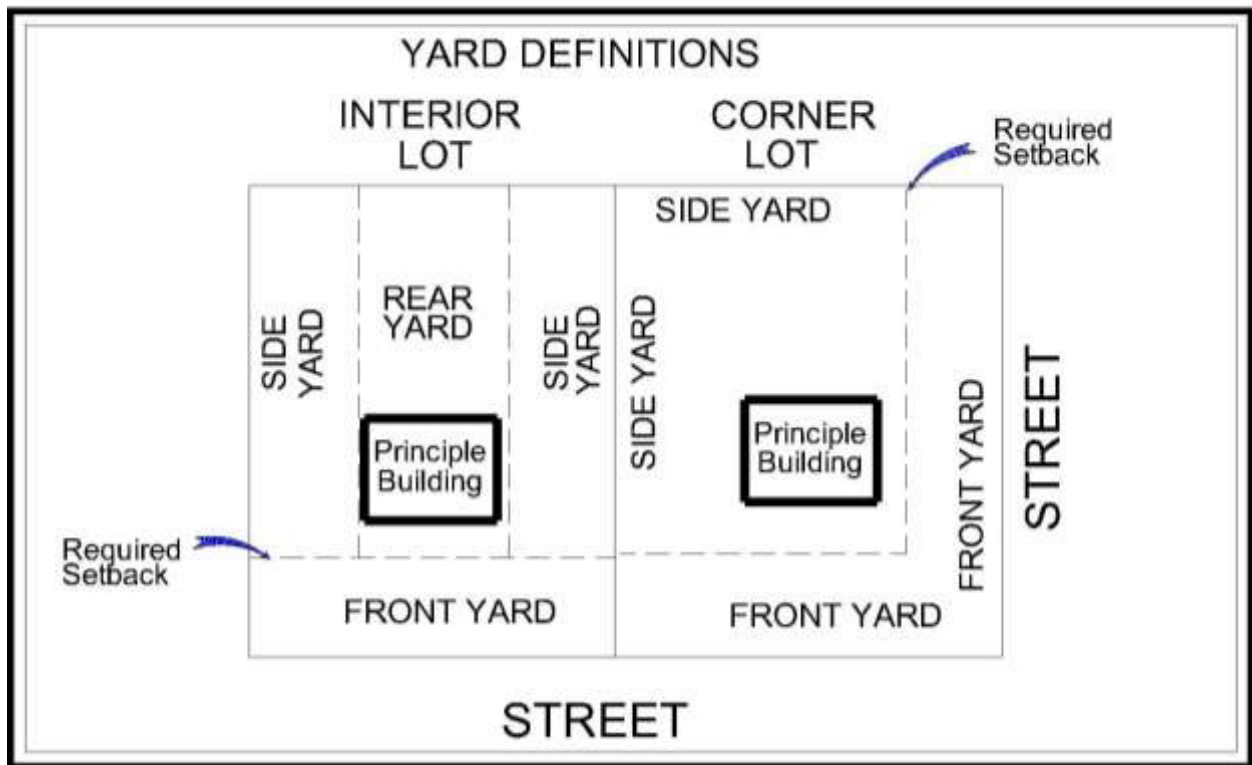 YARD DEFINITIONS
INTERIOR
LOT
CORNER
LOT
Required
Setback
SIDE YARD
SIDE
YARD
REAR
YARD
SIDE
YARD
SIDE YARD
Principle
Building
Principle
Building
FRONT YARD
STREET
Required
Setback
FRONT YARD
FRONT YARD
STREET